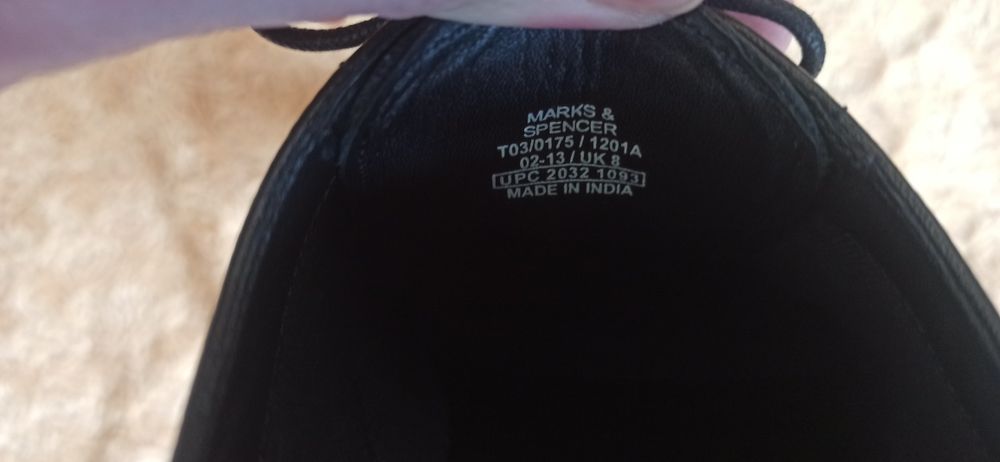 MARKS &
SPENCER
T03/0175 / 1201A
02-13 / UK 8
UPC 2032 1093
MADE IN INDIA